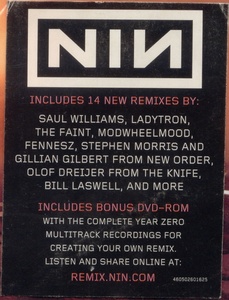 NIN
INCLUDES 14 NEW REMIXES BY:
SAUL WILLIAMS, LADYTRON,
THE FAINT, MODWHEELMOOD,
FENNESZ, STEPHEN MORRIS AND
GILLIAN GILBERT FROM NEW ORDER,
OLOF DREIJER FROM THE KNIFE,
BILL LASWELL, AND MORE
INCLUDES BONUS DVD-ROM
WITH THE COMPLETE YEAR ZERO
MULTITRACK RECORDINGS FOR
CREATING YOUR OWN REMIX.
LISTEN AND SHARE ONLINE AT:
REMIX.NIN.COM
480502601625